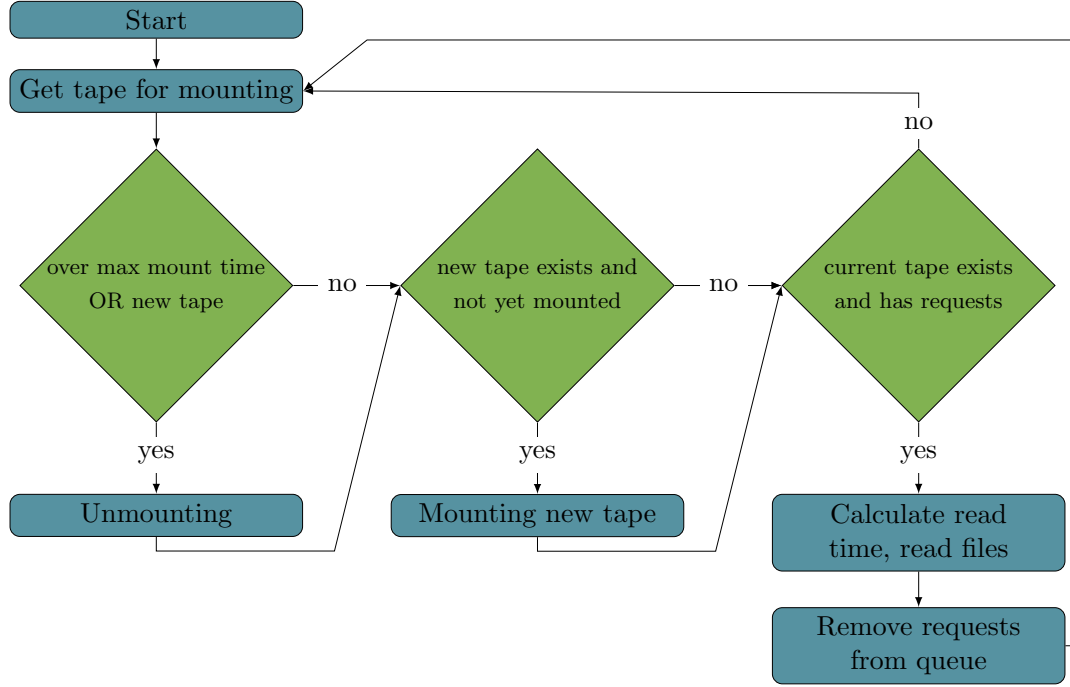 Start
Get tape for mounting
no
over max mount time
OR new tape
no
new tape exists and
not yet mounted
no
current tape exists
and has requests
yes
yes
yes
Unmounting
Mounting new tape
Calculate read
time, read files
Remove requests
from queue